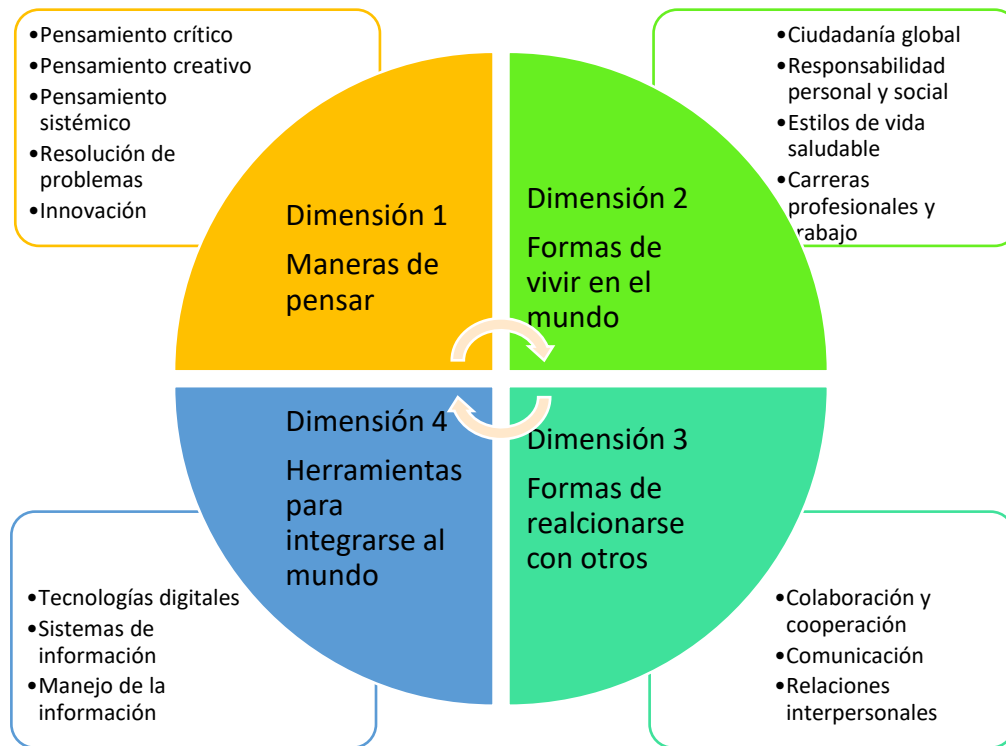 •Pensamiento crítico
•Pensamiento creativo
•Pensamiento
sistémico
•Resolución de
problemas
•Innovación
•Ciudadanía global
•Responsabilidad
personal y social
•Estilos de vida
saludable
•Carreras
profesionales y
trabajo
Dimensión 1
Maneras de
pensar
Dimensión 2
Formas de
vivir en el
mundo
Dimensión 4
Herramientas
para
integrarse al
mundo
Dimensión 3
Formas de
realcionarse
con otros
•Tecnologías digitales
•Sistemas de
información
•Manejo de la
información
•Colaboración y
cooperación
•Comunicación
•Relaciones
interpersonales